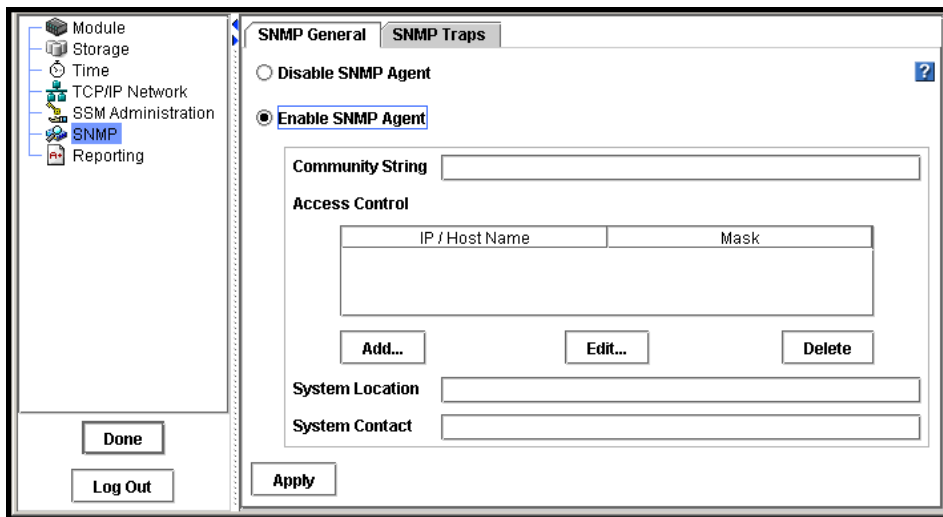 Module
Storage
Time
TCP/IP Network
SSM Administration
SNMP
Reporting
Done
Log Out
SNMP General
SNMP Traps
Disable SNMP Agent
?
Enable SNMP Agent
Community String
Access Control
IP / Host Name
Mask
Add...
Edit...
Delete
System Location
System Contact
Apply